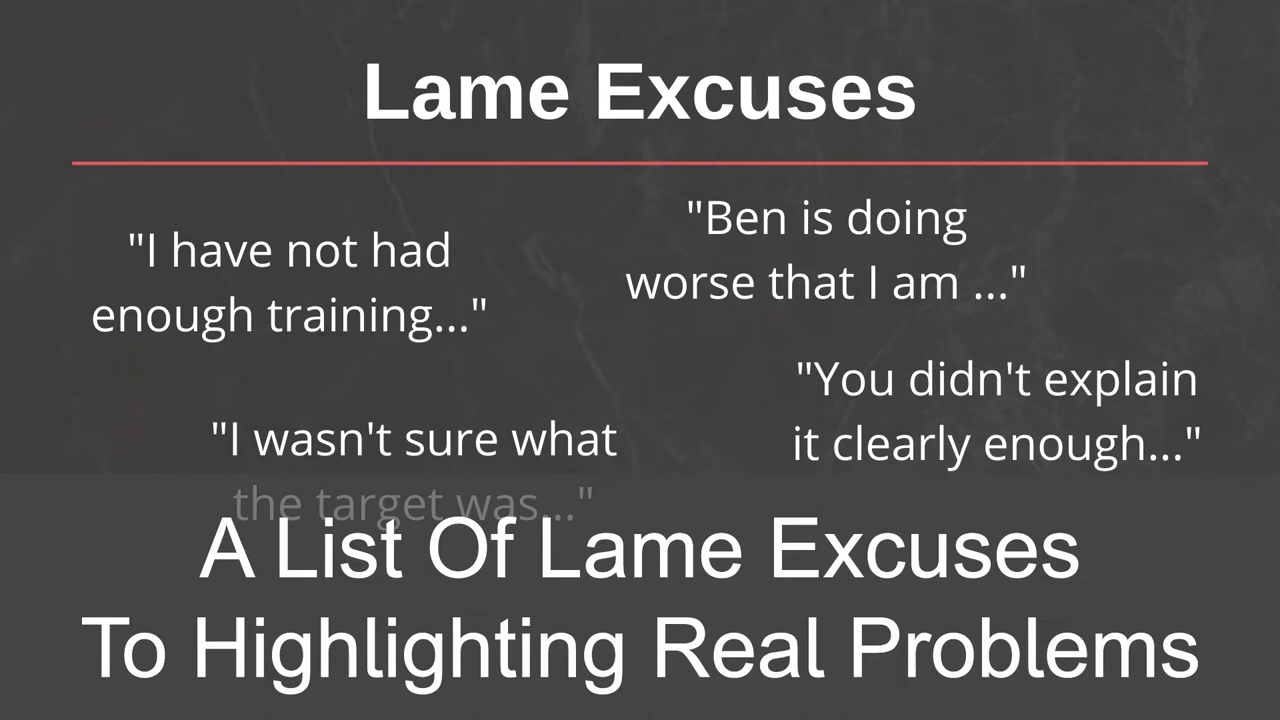 Lame Excuses
"I have not had
enough training..."
"Ben is doing
worse that I am ..."
"You didn't explain
it clearly enough..."
"I wasn't sure what
the target was..."
A List Of Lame Excuses
To Highlighting Real Problems